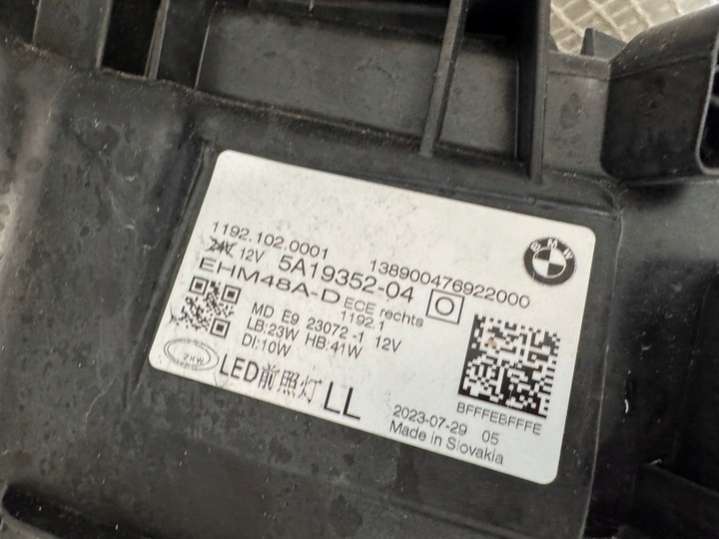 BMW
1192.102.0001
138900476922000
24V 12V 5A19352-04
EHM48A-D ECE rechts
1192.1
MD E9 23072-1 12V
LB:23W HB:41W
DI:10W
ZKW
LED前照灯 LL
BFFFEBFFFE
2023-07-29 05
Made in Slovakia